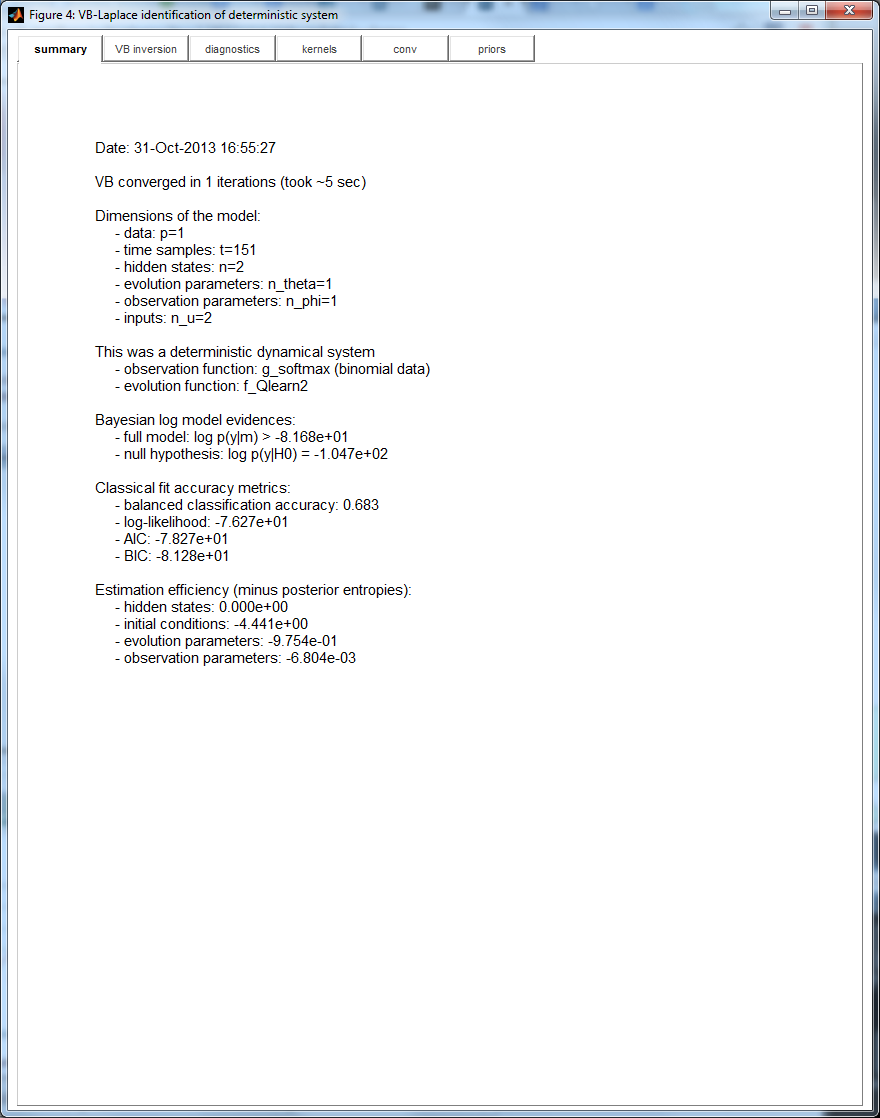 Figure 4: VB-Laplace identification of deterministic system
summary VB inversion diagnostics kernels conv priors
Date: 31-Oct-2013 16:55:27
VB converged in 1 iterations (took ~5 sec)
Dimensions of the model:
- data: p=1
- time samples: t=151
- hidden states: n=2
- evolution parameters: n_theta=1
- observation parameters: n_phi=1
- inputs: n_u=2
This was a deterministic dynamical system
- observation function: g_softmax (binomial data)
- evolution function: f_Qlearn2
Bayesian log model evidences:
- full model: log p(y|m) > -8.168e+01
- null hypothesis: log p(y|H0) = -1.047e+02
Classical fit accuracy metrics:
- balanced classification accuracy: 0.683
- log-likelihood: -7.627e+01
- AIC: -7.827e+01
- BIC: -8.128e+01
Estimation efficiency (minus posterior entropies):
- hidden states: 0.000e+00
- initial conditions: -4.441e+00
- evolution parameters: -9.754e-01
- observation parameters: -6.804e-03